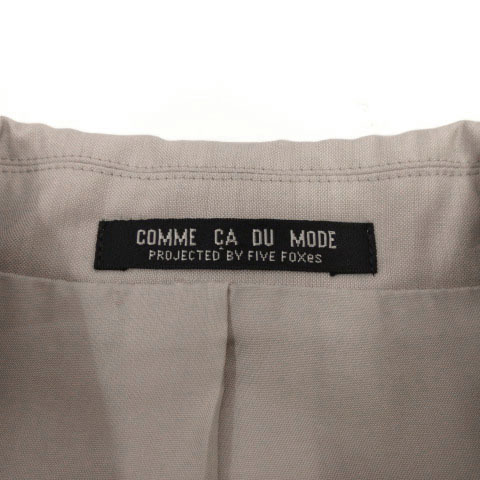 COMME ÇA DU MODE
PROJECTED BY FIVE FOXes